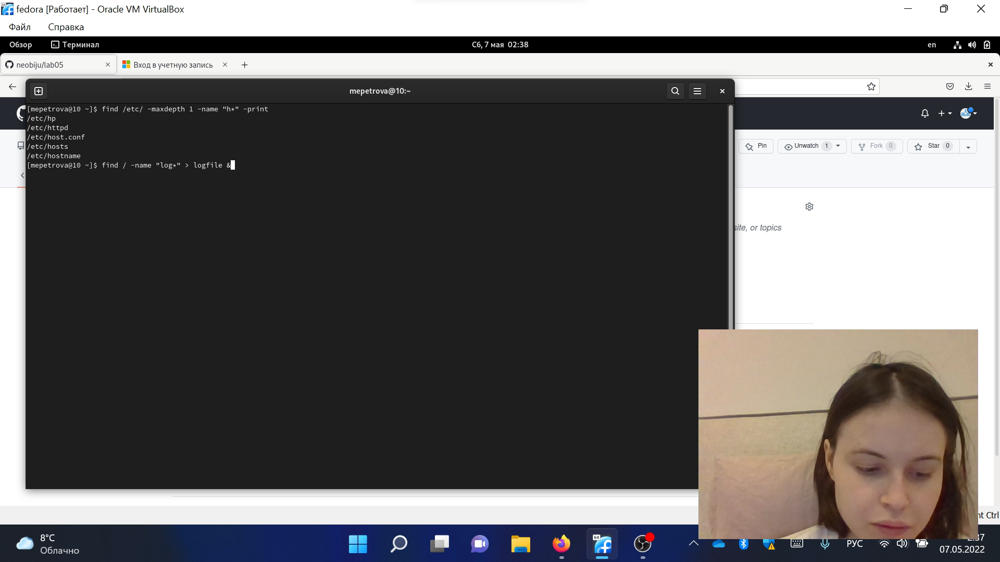 fedora [Работает] - Oracle VM VirtualBox
Файл Справка
Обзор Терминал Сб, 7 мая 02:38 en
neobiju/lab05 Вход в учетную запись
mepetrova@10:~
[mepetrova@10 ~]$ find /etc/ -maxdepth 1 -name "h*" -print
/etc/hp
/etc/httpd
/etc/host.conf
/etc/hosts
/etc/hostname
[mepetrova@10 ~]$ find / -name "log*" > logfile &
Pin Unwatch 1 Fork 0 Star 0
site, or topics
nt Ctrl
8°C
Облачно
64
РУС
:37
07.05.2022